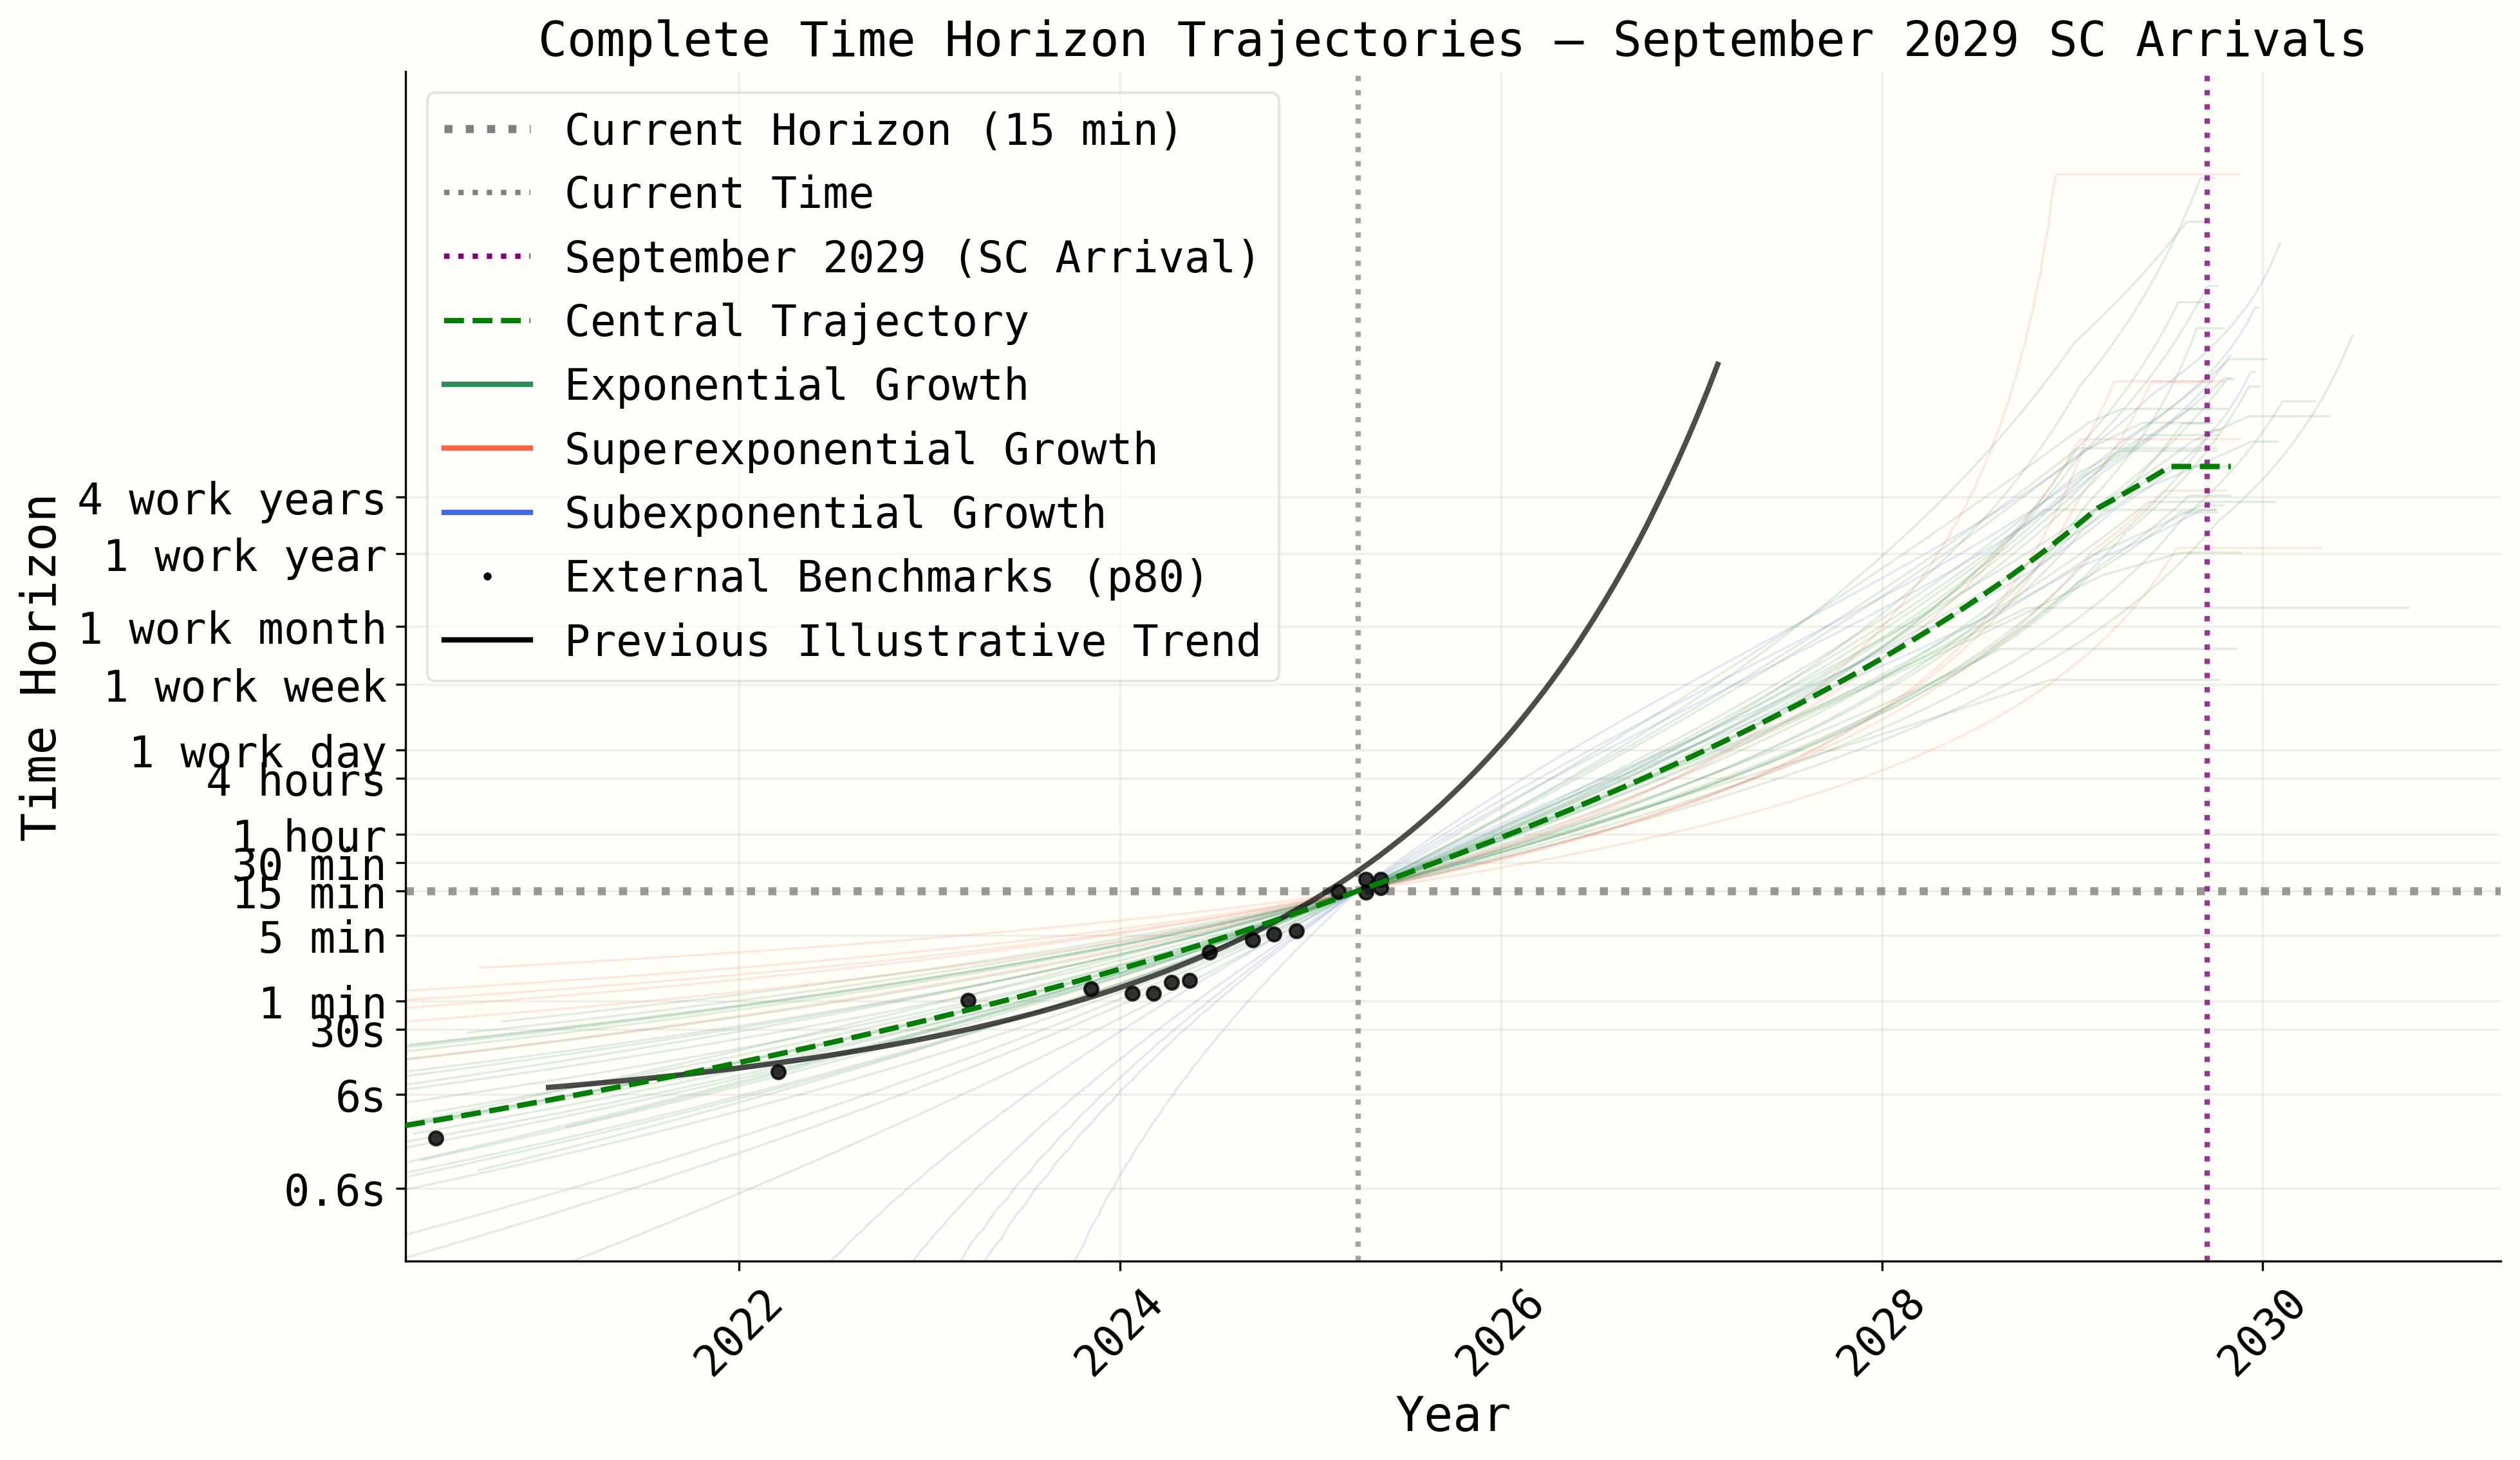 Complete Time Horizon Trajectories — September 2029 SC Arrivals
Current Horizon (15 min)
Current Time
September 2029 (SC Arrival)
Central Trajectory
Exponential Growth
Superexponential Growth
Subexponential Growth
External Benchmarks (p80)
Previous Illustrative Trend
Time Horizon
4 work years
1 work year
1 work month
1 work week
1 work day
4 hours
1 hour
30 min
15 min
5 min
1 min
30s
6s
0.6s
2022
2024
2026
2028
2030
Year